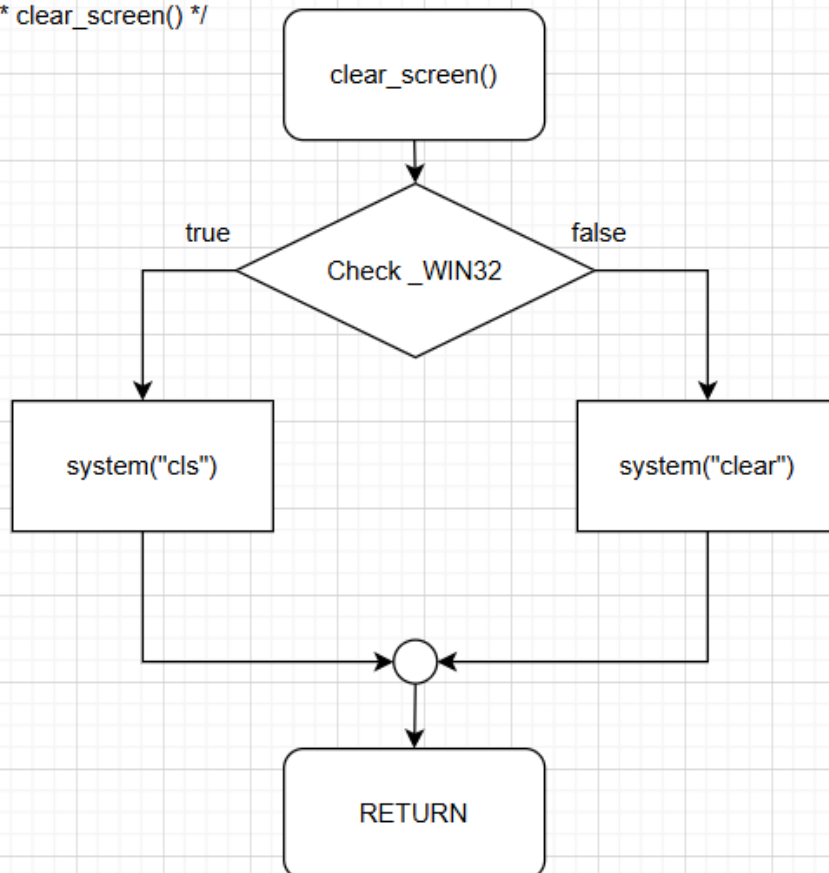 * clear_screen() */
clear_screen()
true
false
Check _WIN32
system("cls")
system("clear")
RETURN